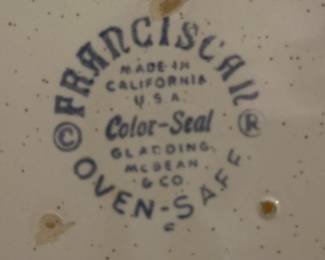 FRANCISCAN ®
MADE IN
CALIFORNIA
U.S.A.
Color-Seal
GLADDING,
McBEAN
& CO.
© OVEN-SAFE